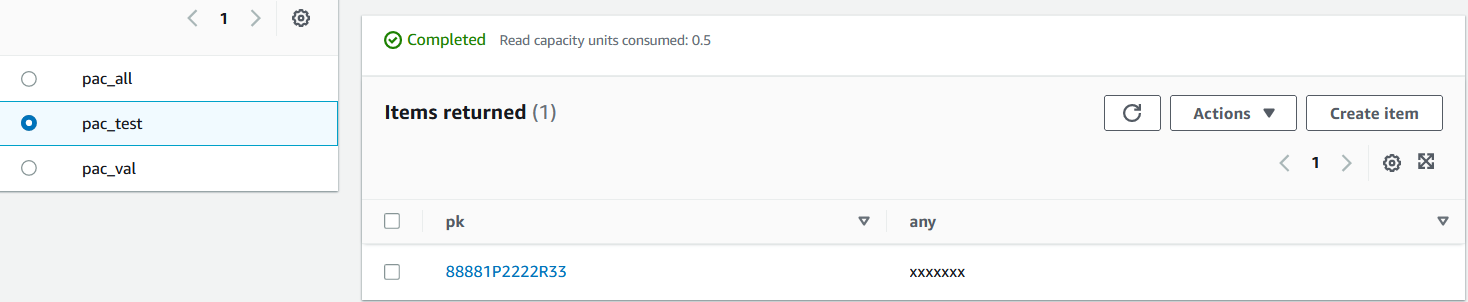 1
pac_all
pac_test
pac_val
Completed Read capacity units consumed: 0.5
Items returned (1)
Actions Create item
1
pk any
88881P2222R33 xxxxxxx